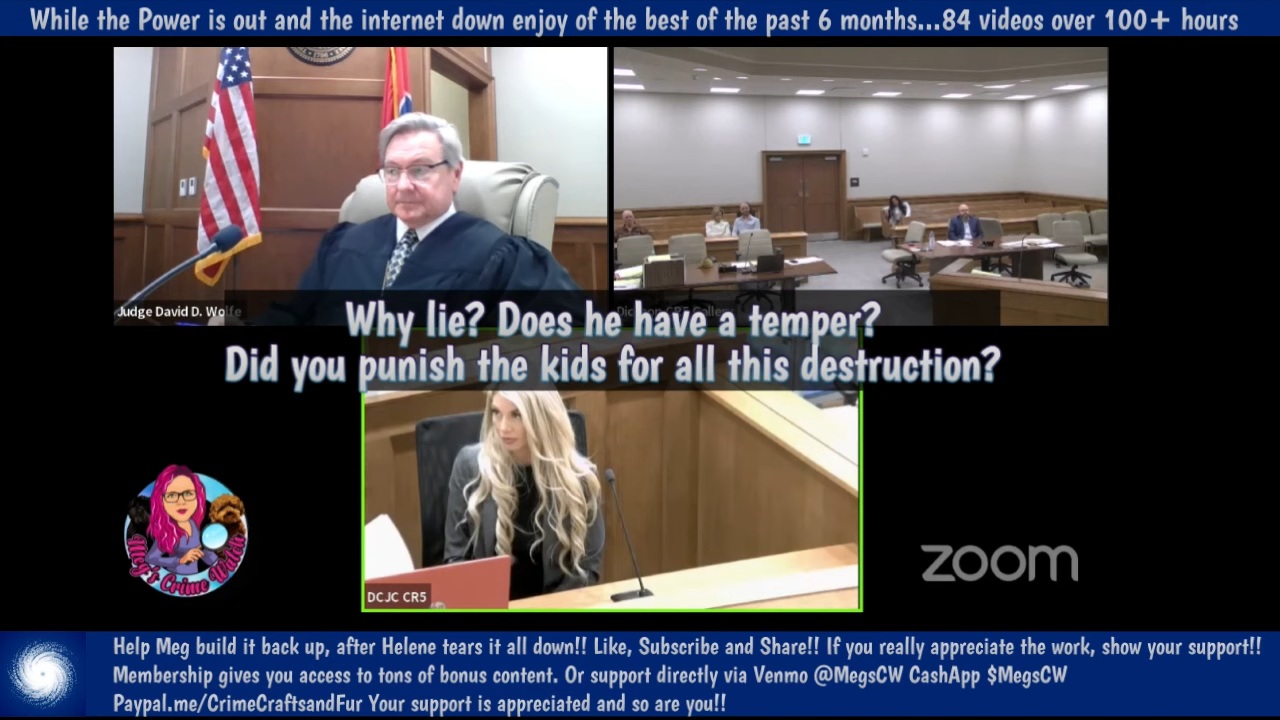 While the Power is out and the internet down enjoy of the best of the past 6 months...84 videos over 100+ hours
Judge David D. Wolfe
Why lie? Does he have a temper?
Did you punish the kids for all this destruction?
Meg's Crime Watch
DCJC CR5
zoom
Help Meg build it back up, after Helene tears it all down!! Like, Subscribe and Share!! If you really appreciate the work, show your support!!
Membership gives you access to tons of bonus content. Or support directly via Venmo @MegsCW CashApp $MegsCW
Paypal.me/CrimeCraftsandFur Your support is appreciated and so are you!!